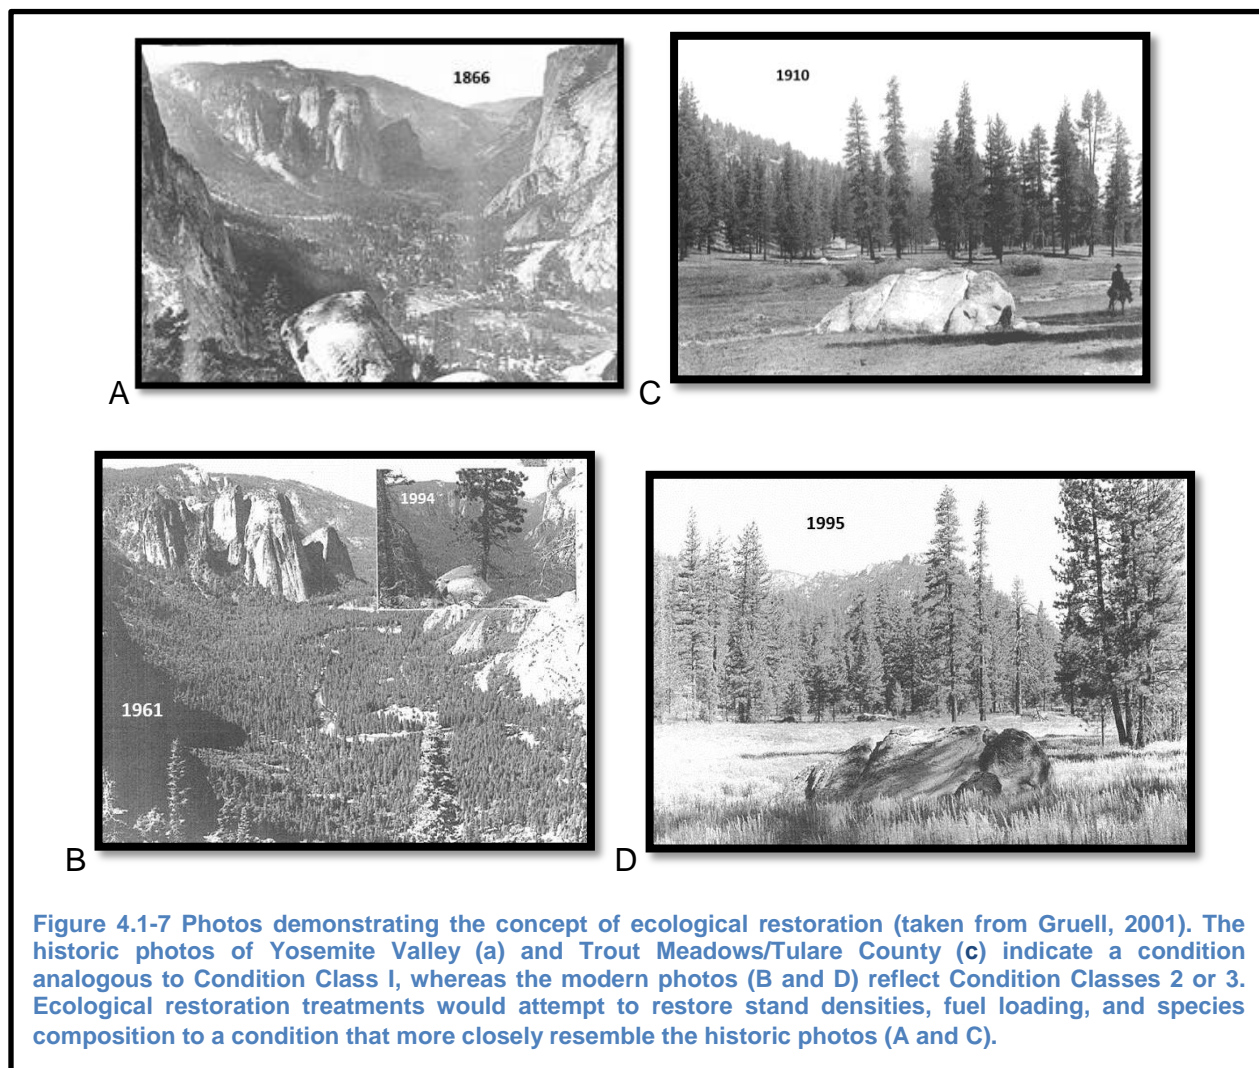 1866
1910
A
C
1994
1995
1961
B
D
Figure 4.1-7 Photos demonstrating the concept of ecological restoration (taken from Gruell, 2001). The
historic photos of Yosemite Valley (a) and Trout Meadows/Tulare County (c) indicate a condition
analogous to Condition Class I, whereas the modern photos (B and D) reflect Condition Classes 2 or 3.
Ecological restoration treatments would attempt to restore stand densities, fuel loading, and species
composition to a condition that more closely resemble the historic photos (A and C).